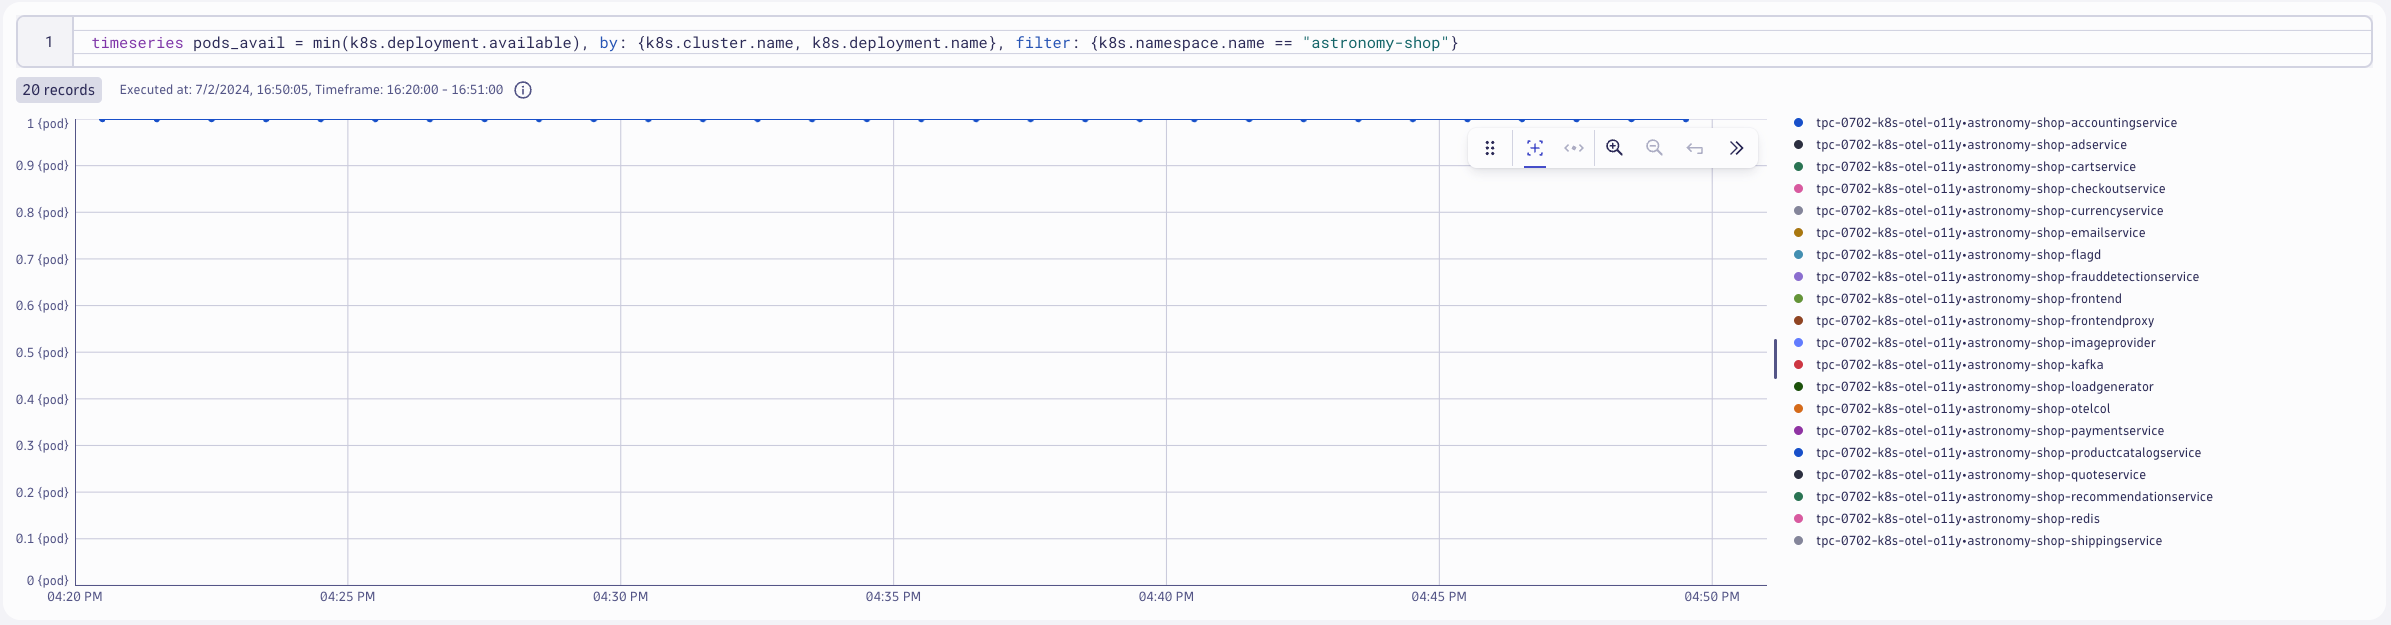 1 timeseries pods_avail = min(k8s.deployment.available), by: {k8s.cluster.name, k8s.deployment.name}, filter: {k8s.namespace.name == "astronomy-shop"}
20 records Executed at: 7/2/2024, 16:50:05, Timeframe: 16:20:00 - 16:51:00
1 {pod}
0.9 {pod}
0.8 {pod}
0.7 {pod}
0.6 {pod}
0.5 {pod}
0.4 {pod}
0.3 {pod}
0.2 {pod}
0.1 {pod}
0 {pod}
04:20 PM 04:25 PM 04:30 PM 04:35 PM 04:40 PM 04:45 PM 04:50 PM
tpc-0702-k8s-otel-o11y•astronomy-shop-accountingservice
tpc-0702-k8s-otel-o11y•astronomy-shop-adservice
tpc-0702-k8s-otel-o11y•astronomy-shop-cartservice
tpc-0702-k8s-otel-o11y•astronomy-shop-checkoutservice
tpc-0702-k8s-otel-o11y•astronomy-shop-currencyservice
tpc-0702-k8s-otel-o11y•astronomy-shop-emailservice
tpc-0702-k8s-otel-o11y•astronomy-shop-flagd
tpc-0702-k8s-otel-o11y•astronomy-shop-frauddetectionservice
tpc-0702-k8s-otel-o11y•astronomy-shop-frontend
tpc-0702-k8s-otel-o11y•astronomy-shop-frontendproxy
tpc-0702-k8s-otel-o11y•astronomy-shop-imageprovider
tpc-0702-k8s-otel-o11y•astronomy-shop-kafka
tpc-0702-k8s-otel-o11y•astronomy-shop-loadgenerator
tpc-0702-k8s-otel-o11y•astronomy-shop-otelcol
tpc-0702-k8s-otel-o11y•astronomy-shop-paymentservice
tpc-0702-k8s-otel-o11y•astronomy-shop-productcatalogservice
tpc-0702-k8s-otel-o11y•astronomy-shop-quoteservice
tpc-0702-k8s-otel-o11y•astronomy-shop-recommendationservice
tpc-0702-k8s-otel-o11y•astronomy-shop-redis
tpc-0702-k8s-otel-o11y•astronomy-shop-shippingservice